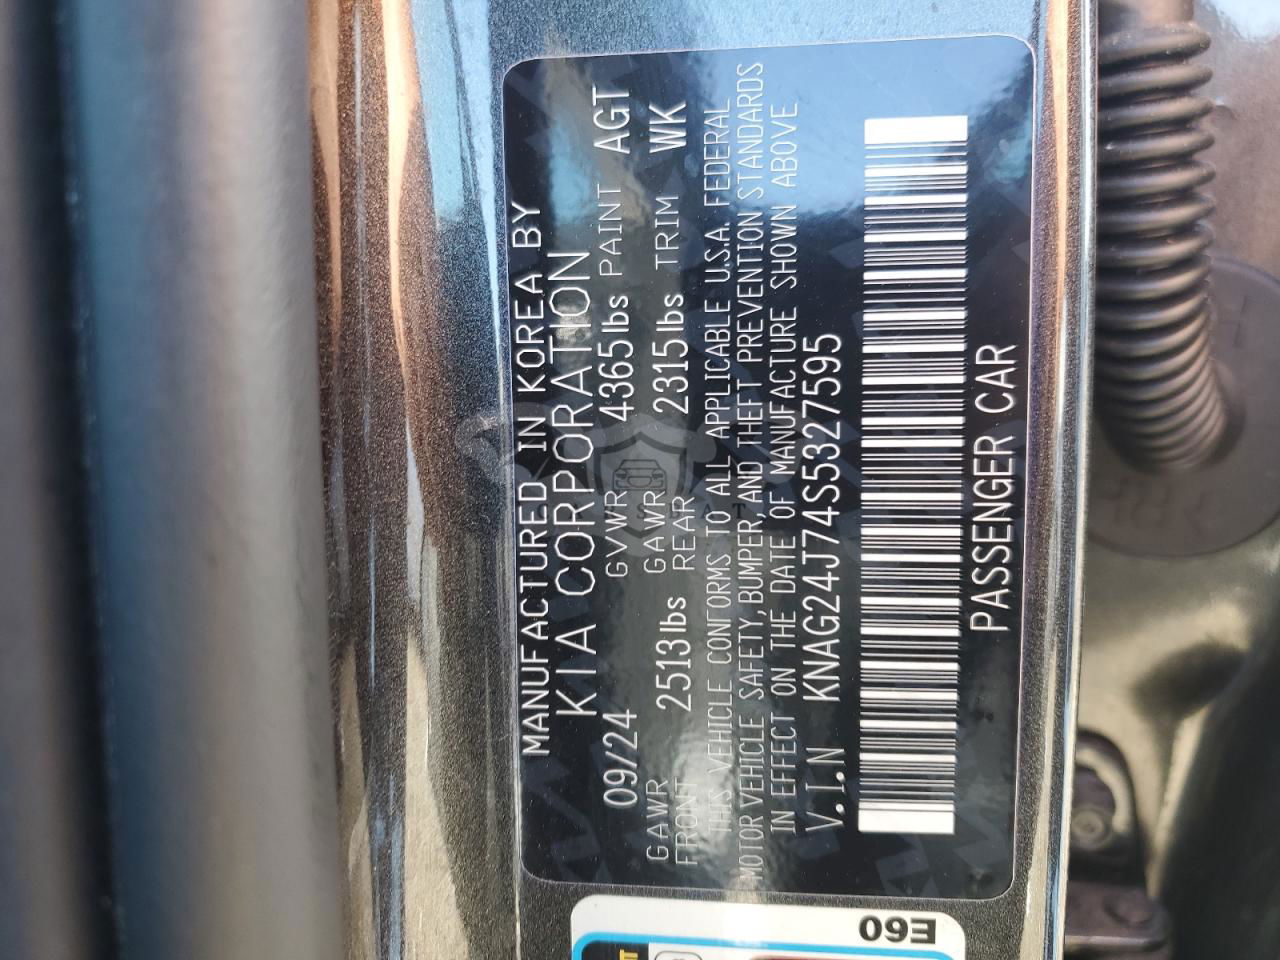 MANUFACTURED IN KOREA BY
KIA CORPORATION
09/24 GVWR 4365lbs PAINT AGT
GAWR FRONT 2513lbs GAWR REAR 2315lbs TRIM WK
THIS VEHICLE CONFORMS TO ALL APPLICABLE U.S.A. FEDERAL
MOTOR VEHICLE SAFETY, BUMPER, AND THEFT PREVENTION STANDARDS
IN EFFECT ON THE DATE OF MANUFACTURE SHOWN ABOVE
V.I.N KNAG24J74S5327595
PASSENGER CAR
E60